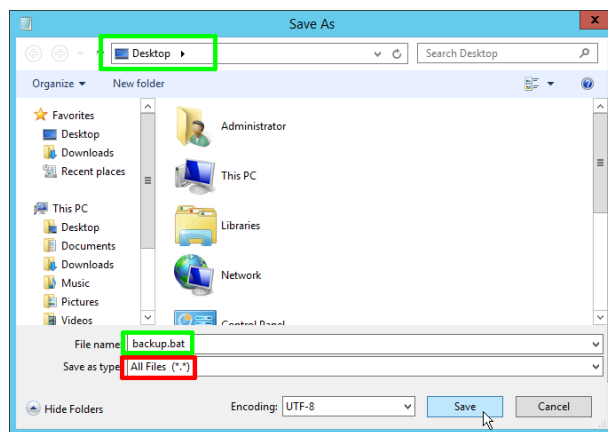 Save As
Desktop
Search Desktop
Organize
New folder
Favorites
Desktop
Downloads
Recent places
This PC
Desktop
Documents
Downloads
Music
Pictures
Videos
Administrator
This PC
Libraries
Network
Control Panel
File name: backup.bat
Save as type: All Files (*.*)
Hide Folders
Encoding: UTF-8
Save
Cancel